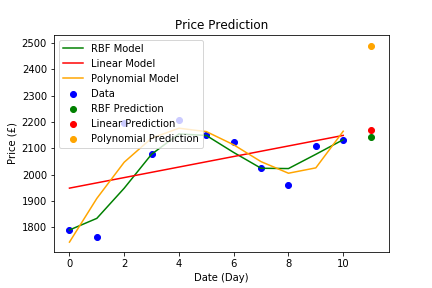 Price Prediction
2500
2400
2300
2200
2100
2000
1900
1800
Price (£)
RBF Model
Linear Model
Polynomial Model
Data
RBF Prediction
Linear Prediction
Polynomial Prediction
0
2
4
6
8
10
Date (Day)